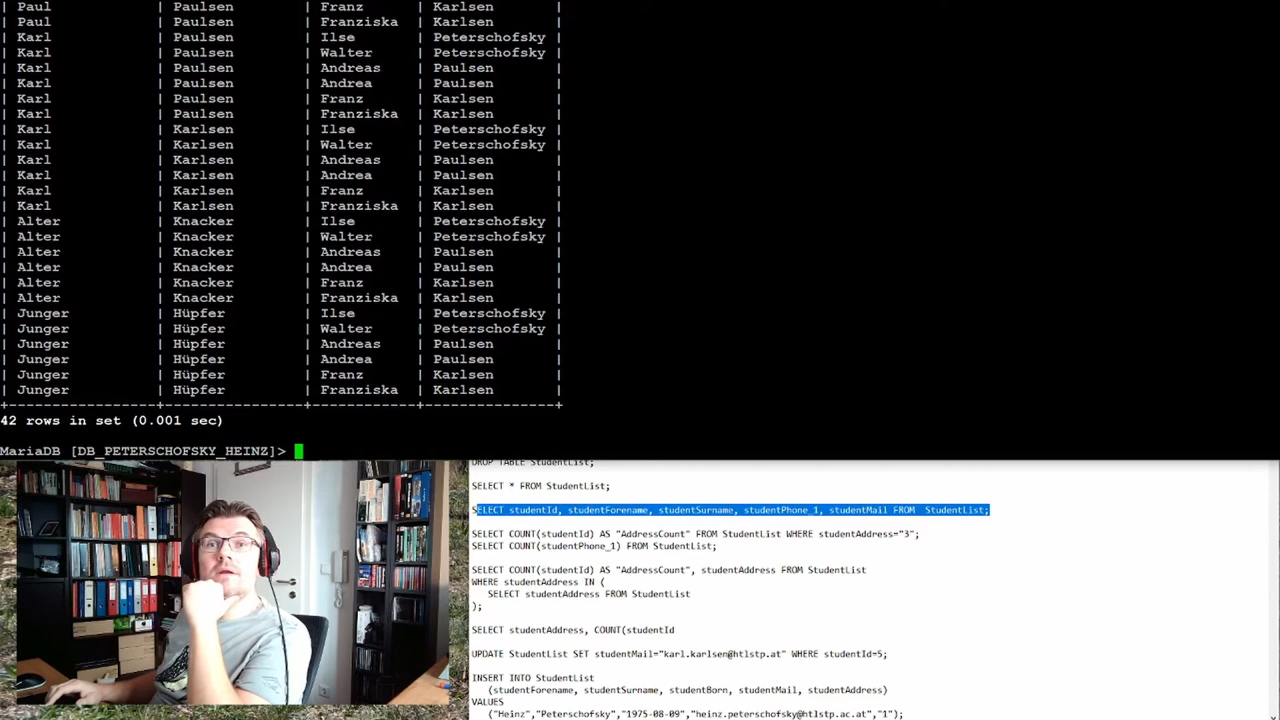 | Paul | Paulsen | Franz | Karlsen |
| Paul | Paulsen | Franziska | Karlsen |
| Karl | Paulsen | Ilse | Peterschofsky |
| Karl | Paulsen | Walter | Peterschofsky |
| Karl | Paulsen | Andreas | Paulsen |
| Karl | Paulsen | Andrea | Paulsen |
| Karl | Paulsen | Franz | Karlsen |
| Karl | Paulsen | Franziska | Karlsen |
| Karl | Karlsen | Ilse | Peterschofsky |
| Karl | Karlsen | Walter | Peterschofsky |
| Karl | Karlsen | Andreas | Paulsen |
| Karl | Karlsen | Andrea | Paulsen |
| Karl | Karlsen | Franz | Karlsen |
| Karl | Karlsen | Franziska | Karlsen |
| Alter | Knacker | Ilse | Peterschofsky |
| Alter | Knacker | Walter | Peterschofsky |
| Alter | Knacker | Andreas | Paulsen |
| Alter | Knacker | Andrea | Paulsen |
| Alter | Knacker | Franz | Karlsen |
| Alter | Knacker | Franziska | Karlsen |
| Junger | Hüpfer | Ilse | Peterschofsky |
| Junger | Hüpfer | Walter | Peterschofsky |
| Junger | Hüpfer | Andreas | Paulsen |
| Junger | Hüpfer | Andrea | Paulsen |
| Junger | Hüpfer | Franz | Karlsen |
| Junger | Hüpfer | Franziska | Karlsen |
+----------------+----------------+------------+---------------+
42 rows in set (0.001 sec)
MariaDB [DB_PETERSCHOFSKY_HEINZ]>
DROP TABLE StudentList;
SELECT * FROM StudentList;
SELECT studentId, studentForename, studentSurname, studentPhone_1, studentMail FROM  StudentList;
SELECT COUNT(studentId) AS "AddressCount" FROM StudentList WHERE studentAddress="3";
SELECT COUNT(studentPhone_1) FROM StudentList;
SELECT COUNT(studentId) AS "AddressCount", studentAddress FROM StudentList
WHERE studentAddress IN (
SELECT studentAddress FROM StudentList
);
SELECT studentAddress, COUNT(studentId
UPDATE StudentList SET studentMail="karl.karlsen@htlstp.at" WHERE studentId=5;
INSERT INTO StudentList
(studentForename, studentSurname, studentBorn, studentMail, studentAddress)
VALUES
("Heinz","Peterschofsky","1975-08-09","heinz.peterschofsky@htlstp.ac.at","1");